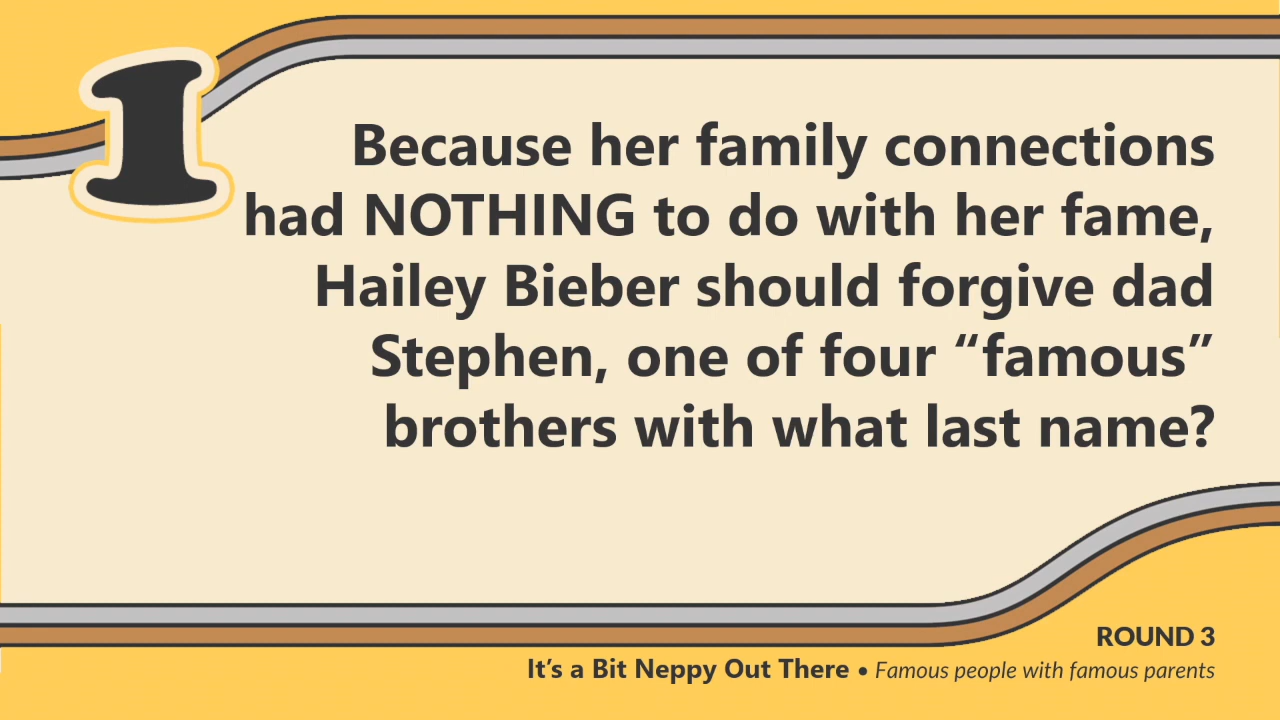 1
Because her family connections
had NOTHING to do with her fame,
Hailey Bieber should forgive dad
Stephen, one of four “famous”
brothers with what last name?
ROUND 3
It’s a Bit Neppy Out There • Famous people with famous parents